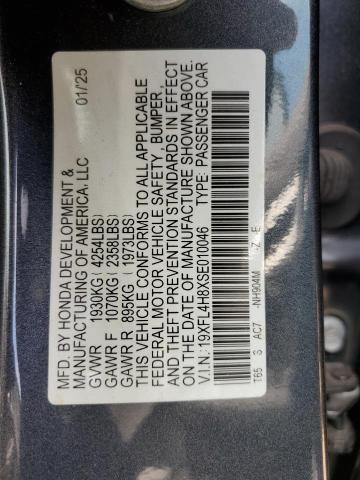 MFD. BY HONDA DEVELOPMENT & 01/25
MANUFACTURING OF AMERICA, LLC
GVWR 1930KG ( 4254LBS)
GAWR F 1070KG ( 2358LBS)
GAWR R 895KG ( 1973LBS)
THIS VEHICLE CONFORMS TO ALL APPLICABLE
FEDERAL MOTOR VEHICLE SAFETY, BUMPER,
AND THEFT PREVENTION STANDARDS IN EFFECT
ON THE DATE OF MANUFACTURE SHOWN ABOVE.
V.I.N.: 19XFL4H8XSE010046 TYPE: PASSENGER CAR
T65 S AC7 -NH904M -Z E